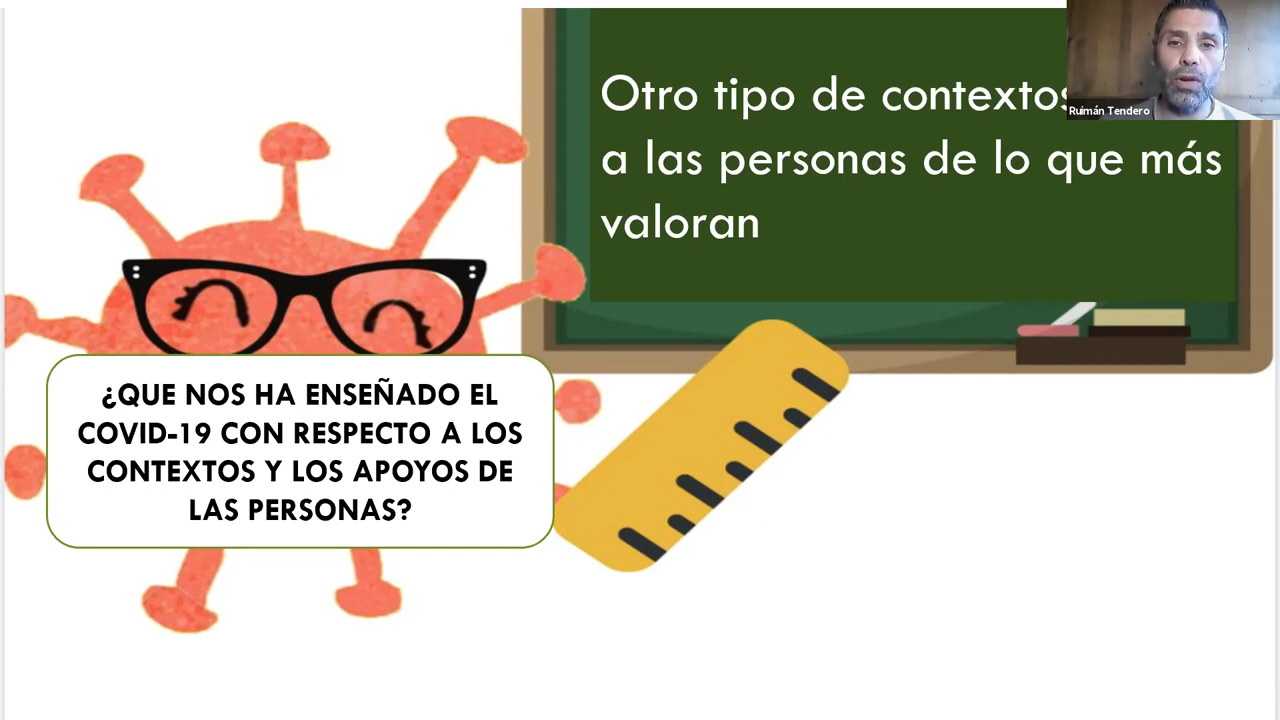 Otro tipo de contextos
a las personas de lo que más
valoran
Ruimán Tendero
¿QUE NOS HA ENSEÑADO EL
COVID-19 CON RESPECTO A LOS
CONTEXTOS Y LOS APOYOS DE
LAS PERSONAS?